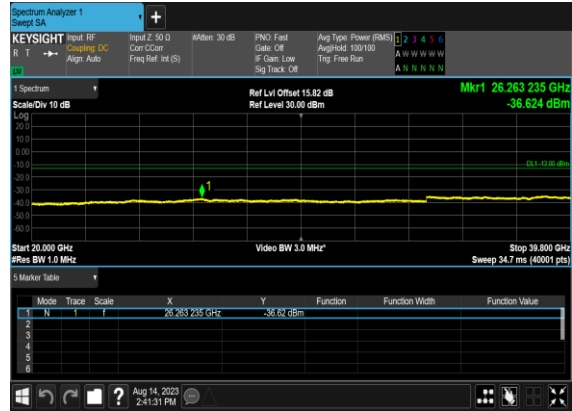 Spectrum Analyzer 1
Swept SA
+
KEYSIGHT Input: RF Input Z: 50 Ω #Atten: 30 dB PNO: Fast Avg Type: Power (RMS) 1 2 3 4 5 6
R T Coupling: DC Corr CCorr Gate: Off Avg|Hold: 100/100 A W W W W W
Align: Auto Freq Ref: Int (S) IF Gain: Low Trig: Free Run
Sig Track: Off A N N N N N
1 Spectrum Ref Lvl Offset 15.82 dB Mkr1 26.263 235 GHz
Scale/Div 10 dB Ref Level 30.00 dBm -36.624 dBm
Log
20.0
10.0
0.00
-10.0 DL1 -13.00 dBm
-20.0
-30.0 1
-40.0
-50.0
-60.0
Start 20.000 GHz Video BW 3.0 MHz* Stop 39.800 GHz
#Res BW 1.0 MHz Sweep 34.7 ms (40001 pts)
5 Marker Table
Mode Trace Scale X Y Function Function Width Function Value
1 N 1 f 26.263 235 GHz -36.62 dBm
2
3
4
5
6
? Aug 14, 2023
2:41:31 PM